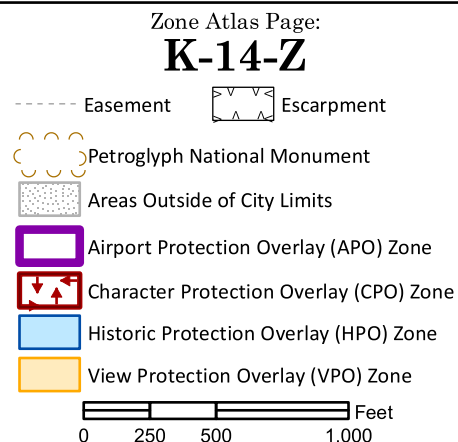 Zone Atlas Page:
K-14-Z
Easement Escarpment
Petroglyph National Monument
Areas Outside of City Limits
Airport Protection Overlay (APO) Zone
Character Protection Overlay (CPO) Zone
Historic Protection Overlay (HPO) Zone
View Protection Overlay (VPO) Zone
Feet
0 250 500 1,000